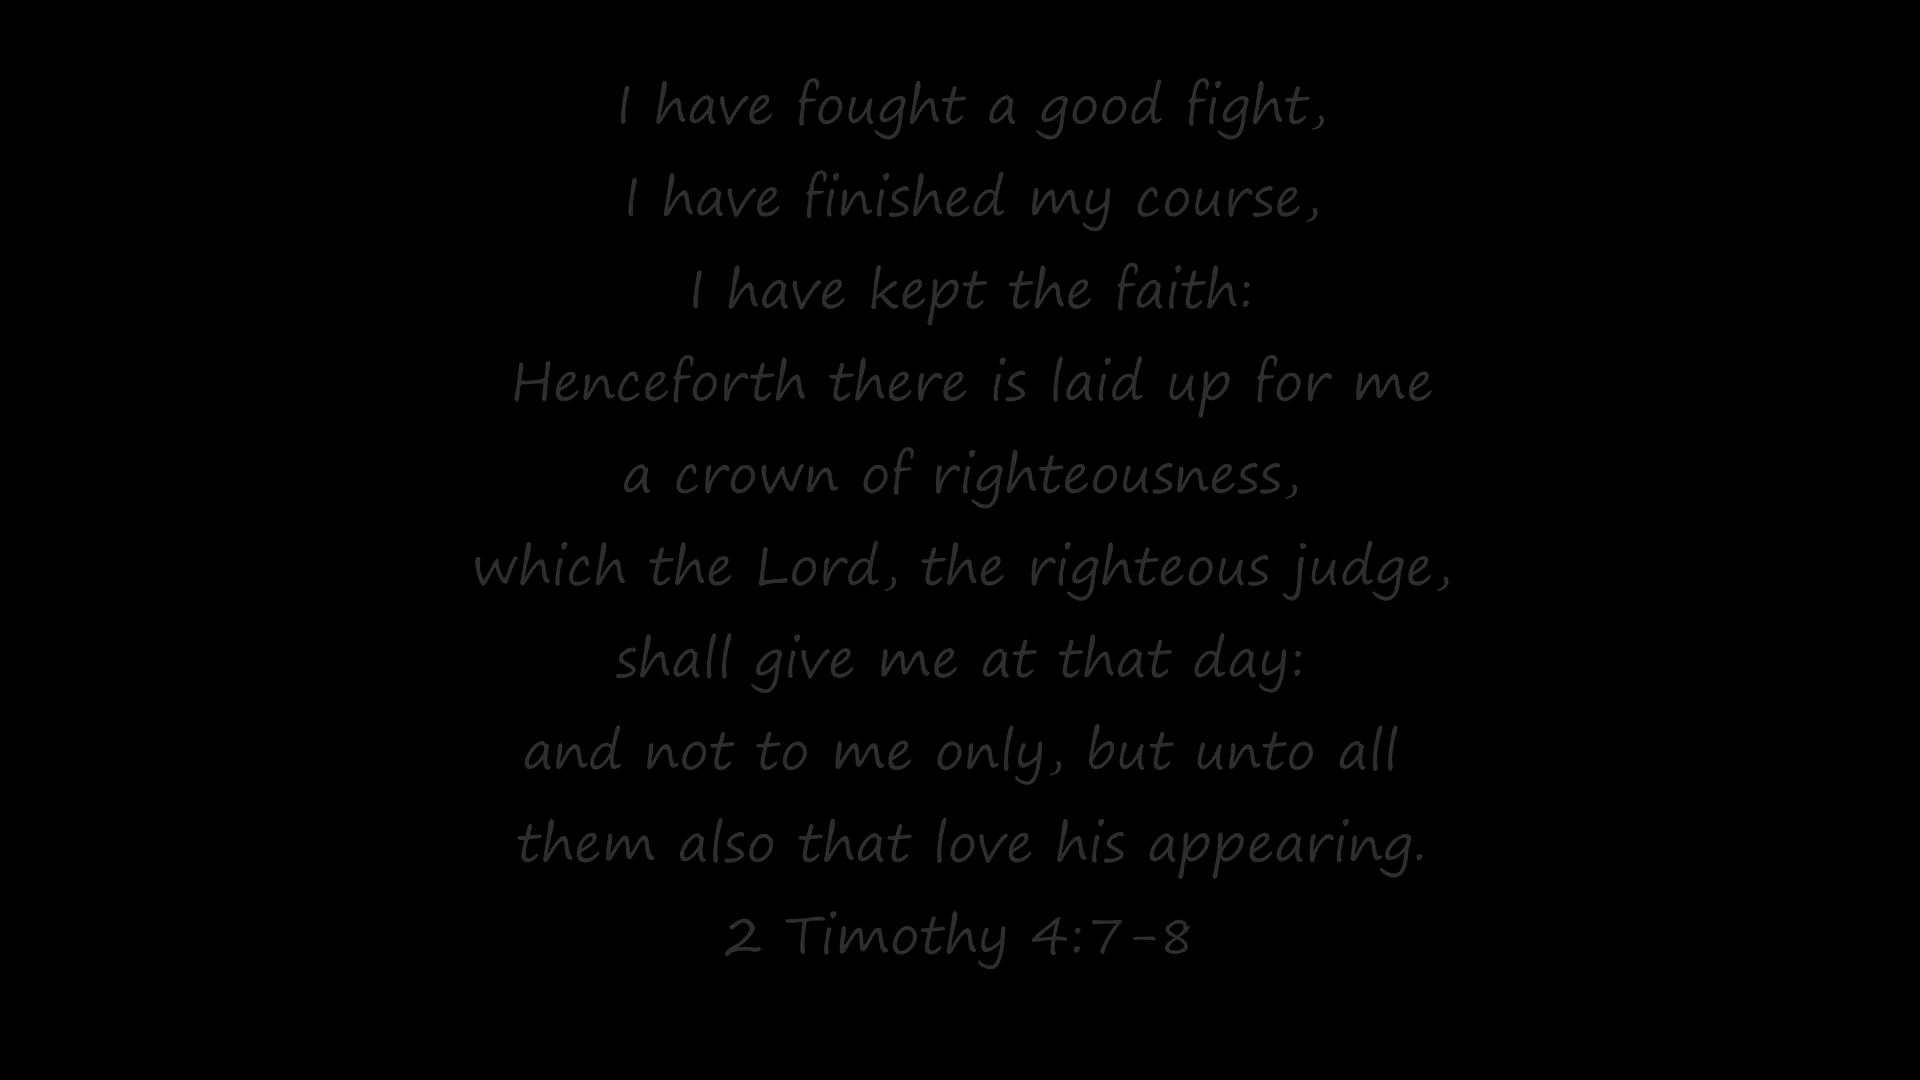 I have fought a good fight,
I have finished my course,
I have kept the faith:
Henceforth there is laid up for me
a crown of righteousness,
which the Lord, the righteous judge,
shall give me at that day:
and not to me only, but unto all
them also that love his appearing.
2 Timothy 4:7-8